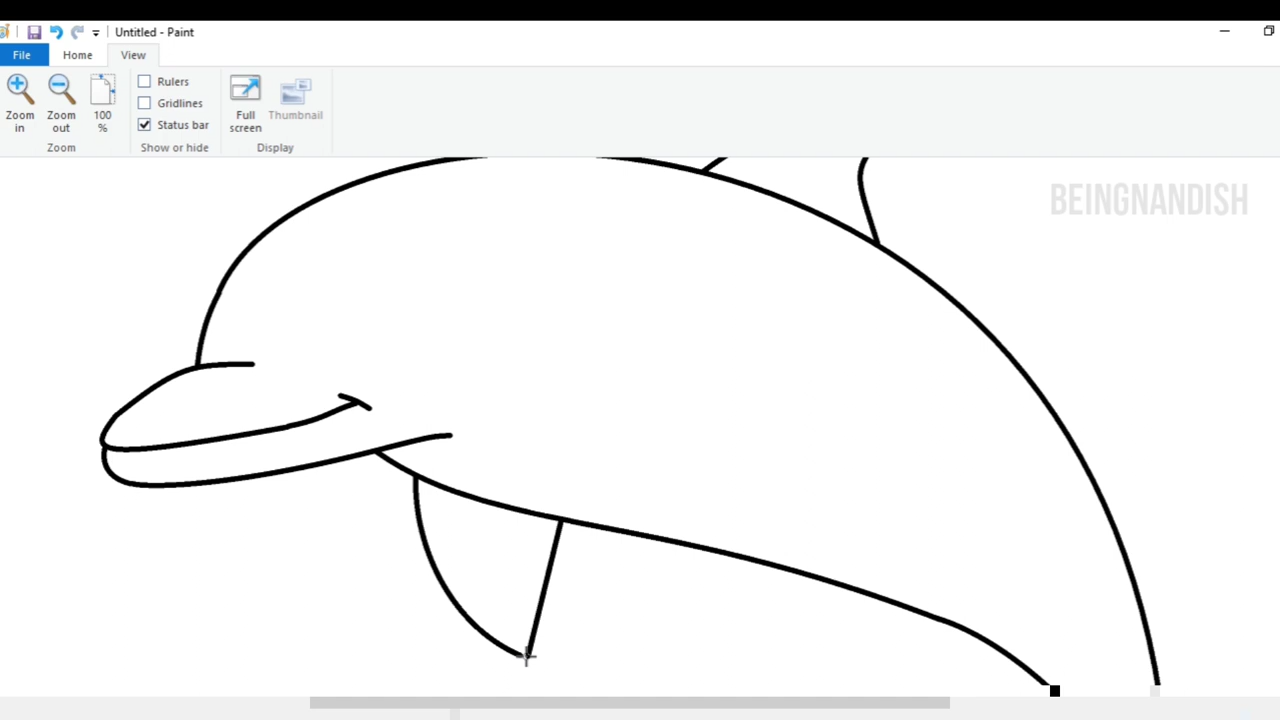 Untitled - Paint
File Home View
Zoom in
Zoom out
100 %
Zoom
Rulers
Gridlines
Status bar
Show or hide
Full screen
Thumbnail
Display
BEINGNANDISH